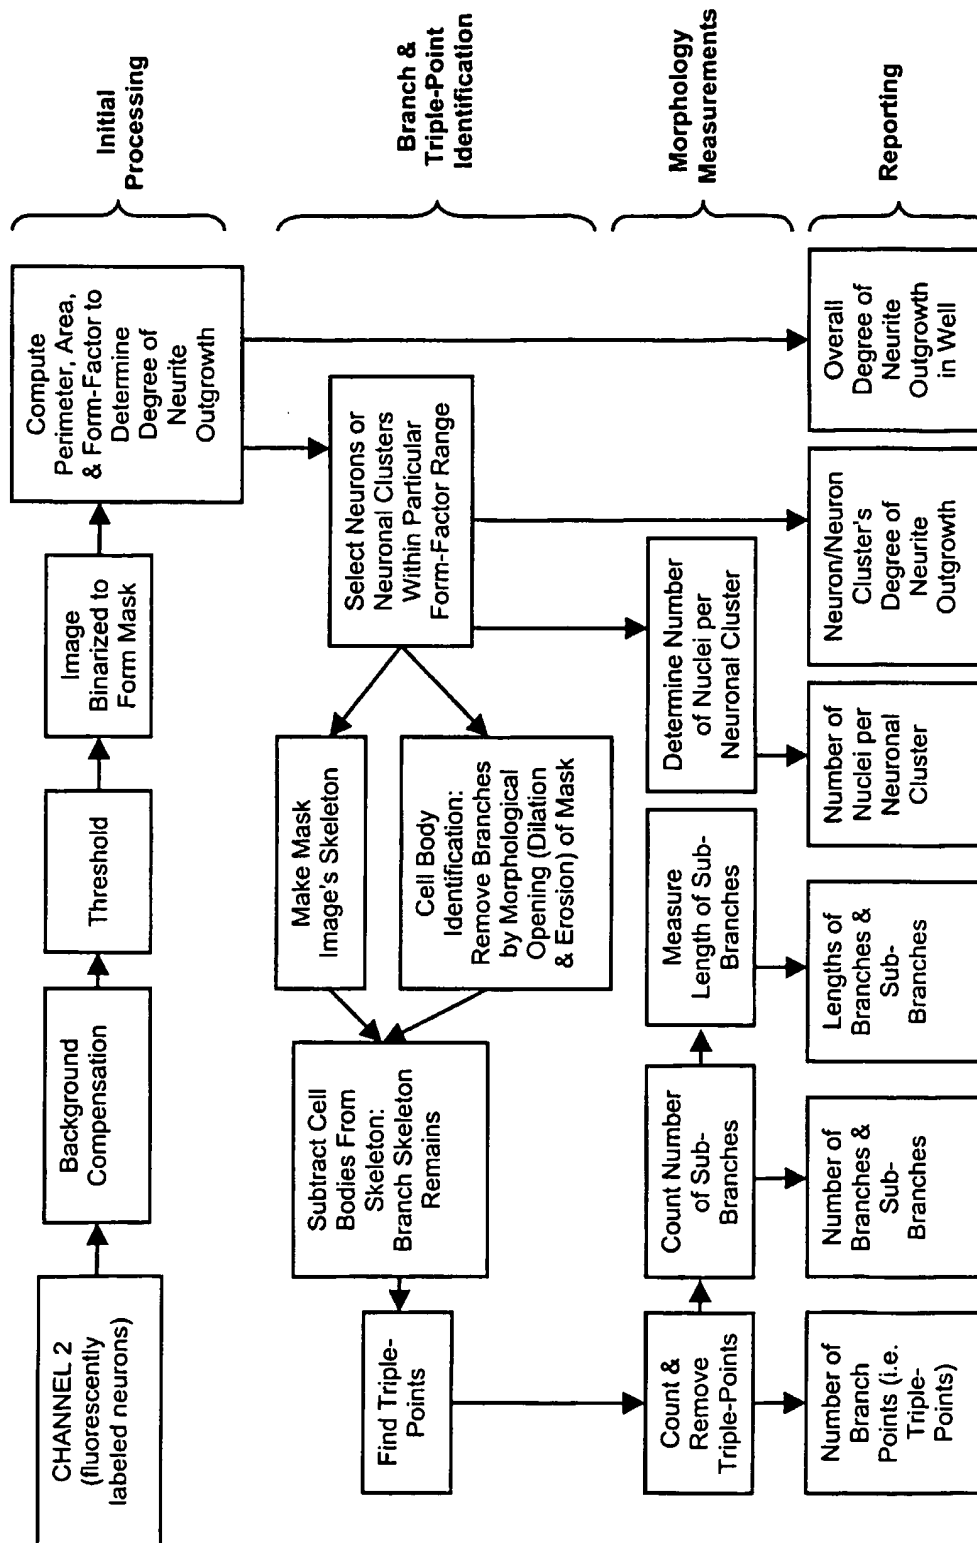 CHANNEL 2
(fluorescently
labeled neurons)
Background
Compensation
Threshold
Image
Binarized to
Form Mask
Compute
Perimeter, Area,
& Form-Factor to
Determine
Degree of
Neurite
Outgrowth
Initial
Processing
Find Triple-
Points
Subtract Cell
Bodies From
Skeleton:
Branch Skeleton
Remains
Make Mask
Image's Skeleton
Cell Body
Identification:
Remove Branches
by Morphological
Opening (Dilation
& Erosion) of Mask
Select Neurons or
Neuronal Clusters
Within Particular
Form-Factor Range
Branch &
Triple-Point
Identification
Count &
Remove
Triple-Points
Count Number
of Sub-
Branches
Measure
Length of Sub-
Branches
Determine Number
of Nuclei per
Neuronal Cluster
Morphology
Measurements
Number of
Branch
Points (i.e.
Triple-
Points)
Number of
Branches &
Sub-
Branches
Lengths of
Branches &
Sub-
Branches
Number of
Nuclei per
Neuronal
Cluster
Neuron/Neuron
Cluster's
Degree of
Neurite
Outgrowth
Overall
Degree of
Neurite
Outgrowth
in Well
Reporting